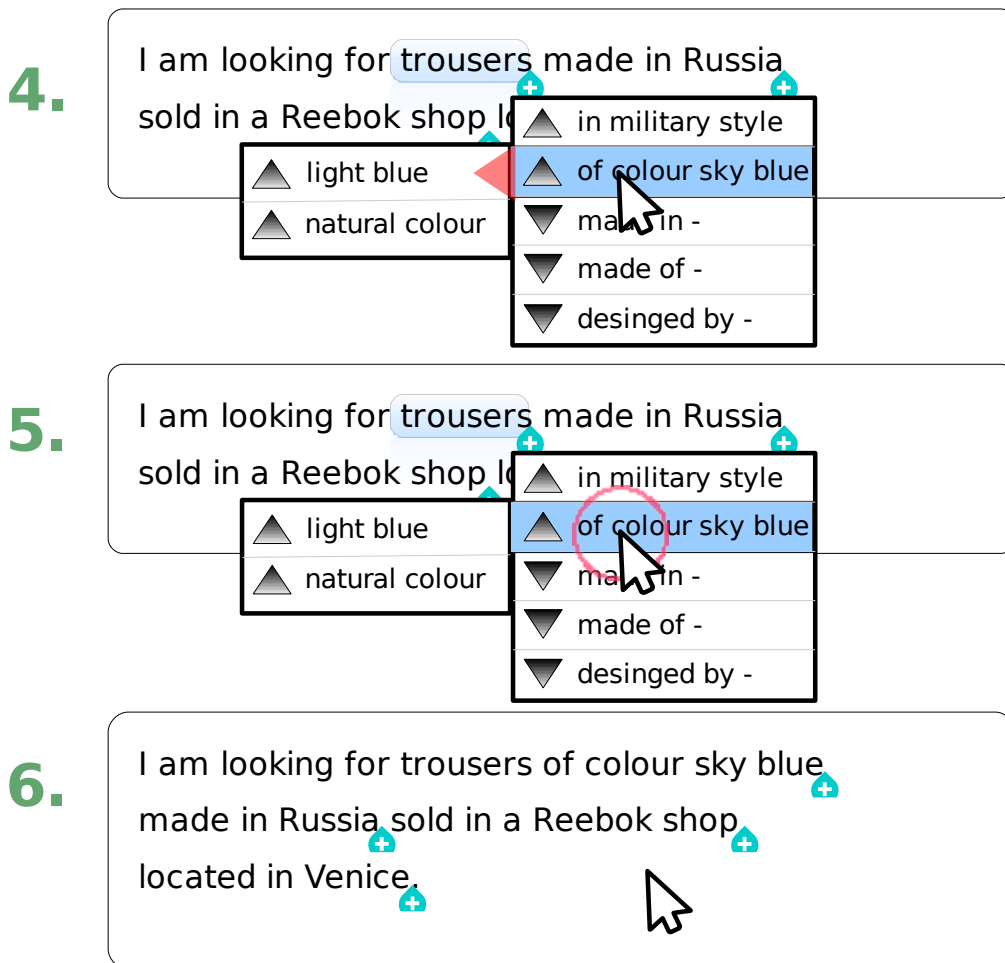 4.
I am looking for trousers made in Russia
sold in a Reebok shop
in military style
of colour sky blue
made in -
made of -
desinged by -
light blue
natural colour
5.
I am looking for trousers made in Russia
sold in a Reebok shop
in military style
of colour sky blue
made in -
made of -
desinged by -
light blue
natural colour
6.
I am looking for trousers of colour sky blue
made in Russia sold in a Reebok shop
located in Venice.